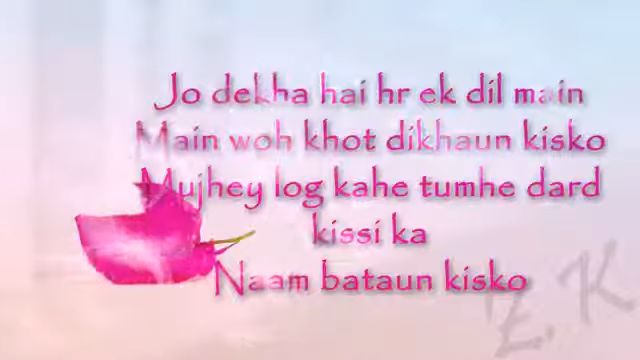 Jo dekha hai hr ek dil main
Main woh khot dikhaun kisko
Mujhey log kahe tumhe dard
kissi ka
Naam bataun kisko
E.K